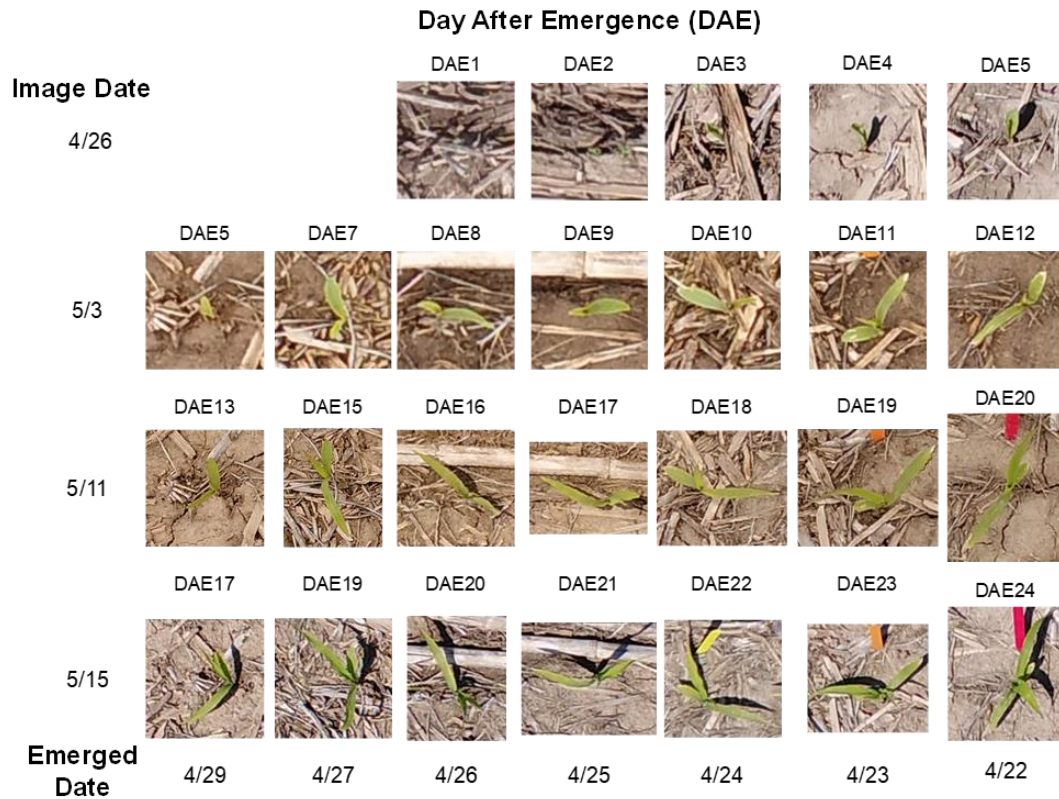 Day After Emergence (DAE)
Image Date
DAE1 DAE2 DAE3 DAE4 DAE5
4/26
DAE5 DAE7 DAE8 DAE9 DAE10 DAE11 DAE12
5/3
DAE13 DAE15 DAE16 DAE17 DAE18 DAE19 DAE20
5/11
DAE17 DAE19 DAE20 DAE21 DAE22 DAE23 DAE24
5/15
Emerged
Date
4/29 4/27 4/26 4/25 4/24 4/23 4/22